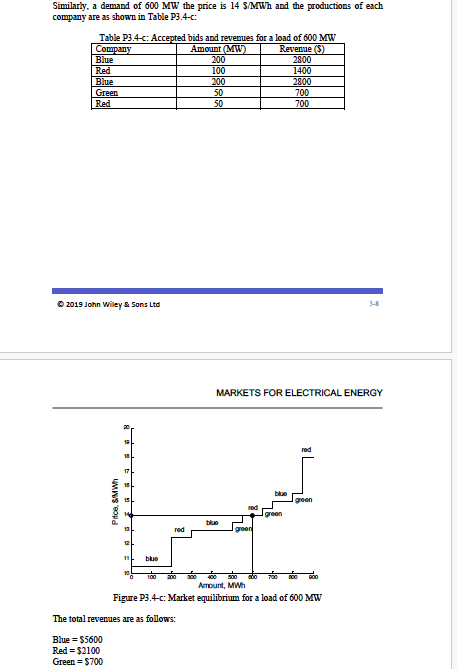 Similarly, a demand of 600 MW the price is 14 $/MWh and the productions of each
company are as shown in Table P3.4-c:
Table P3.4-c: Accepted bids and revenues for a load of 600 MW
Company Amount (MW) Revenue ($)
Blue 200 2800
Red 100 1400
Blue 200 2800
Green 50 700
Red 50 700
© 2019 John Wiley & Sons Ltd 3-8
MARKETS FOR ELECTRICAL ENERGY
20
19
red
18
17
16
blue
15
green
red
14
green
blue
13
red
green
12
11
blue
10
Price, $/MWh
0 100 200 300 400 500 600 700 800 900
Amount, MWh
Figure P3.4-c: Market equilibrium for a load of 600 MW
The total revenues are as follows:
Blue = $5600
Red = $2100
Green = $700